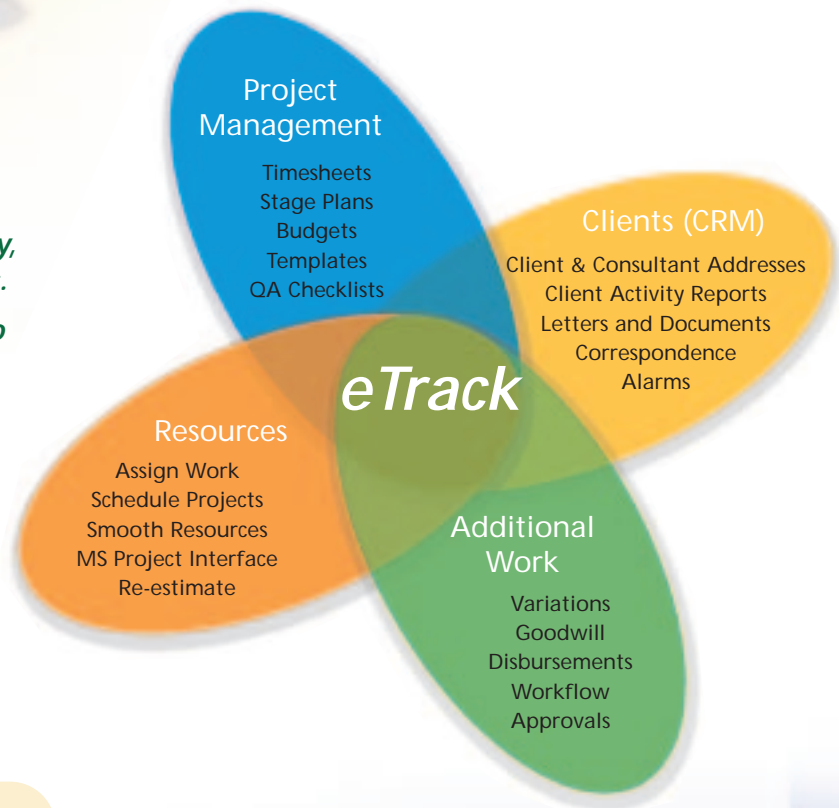 Project
Management
Timesheets
Stage Plans
Budgets
Templates
QA Checklists
Clients (CRM)
Client & Consultant Addresses
Client Activity Reports
Letters and Documents
Correspondence
Alarms
eTrack
Resources
Assign Work
Schedule Projects
Smooth Resources
MS Project Interface
Re-estimate
Additional
Work
Variations
Goodwill
Disbursements
Workflow
Approvals